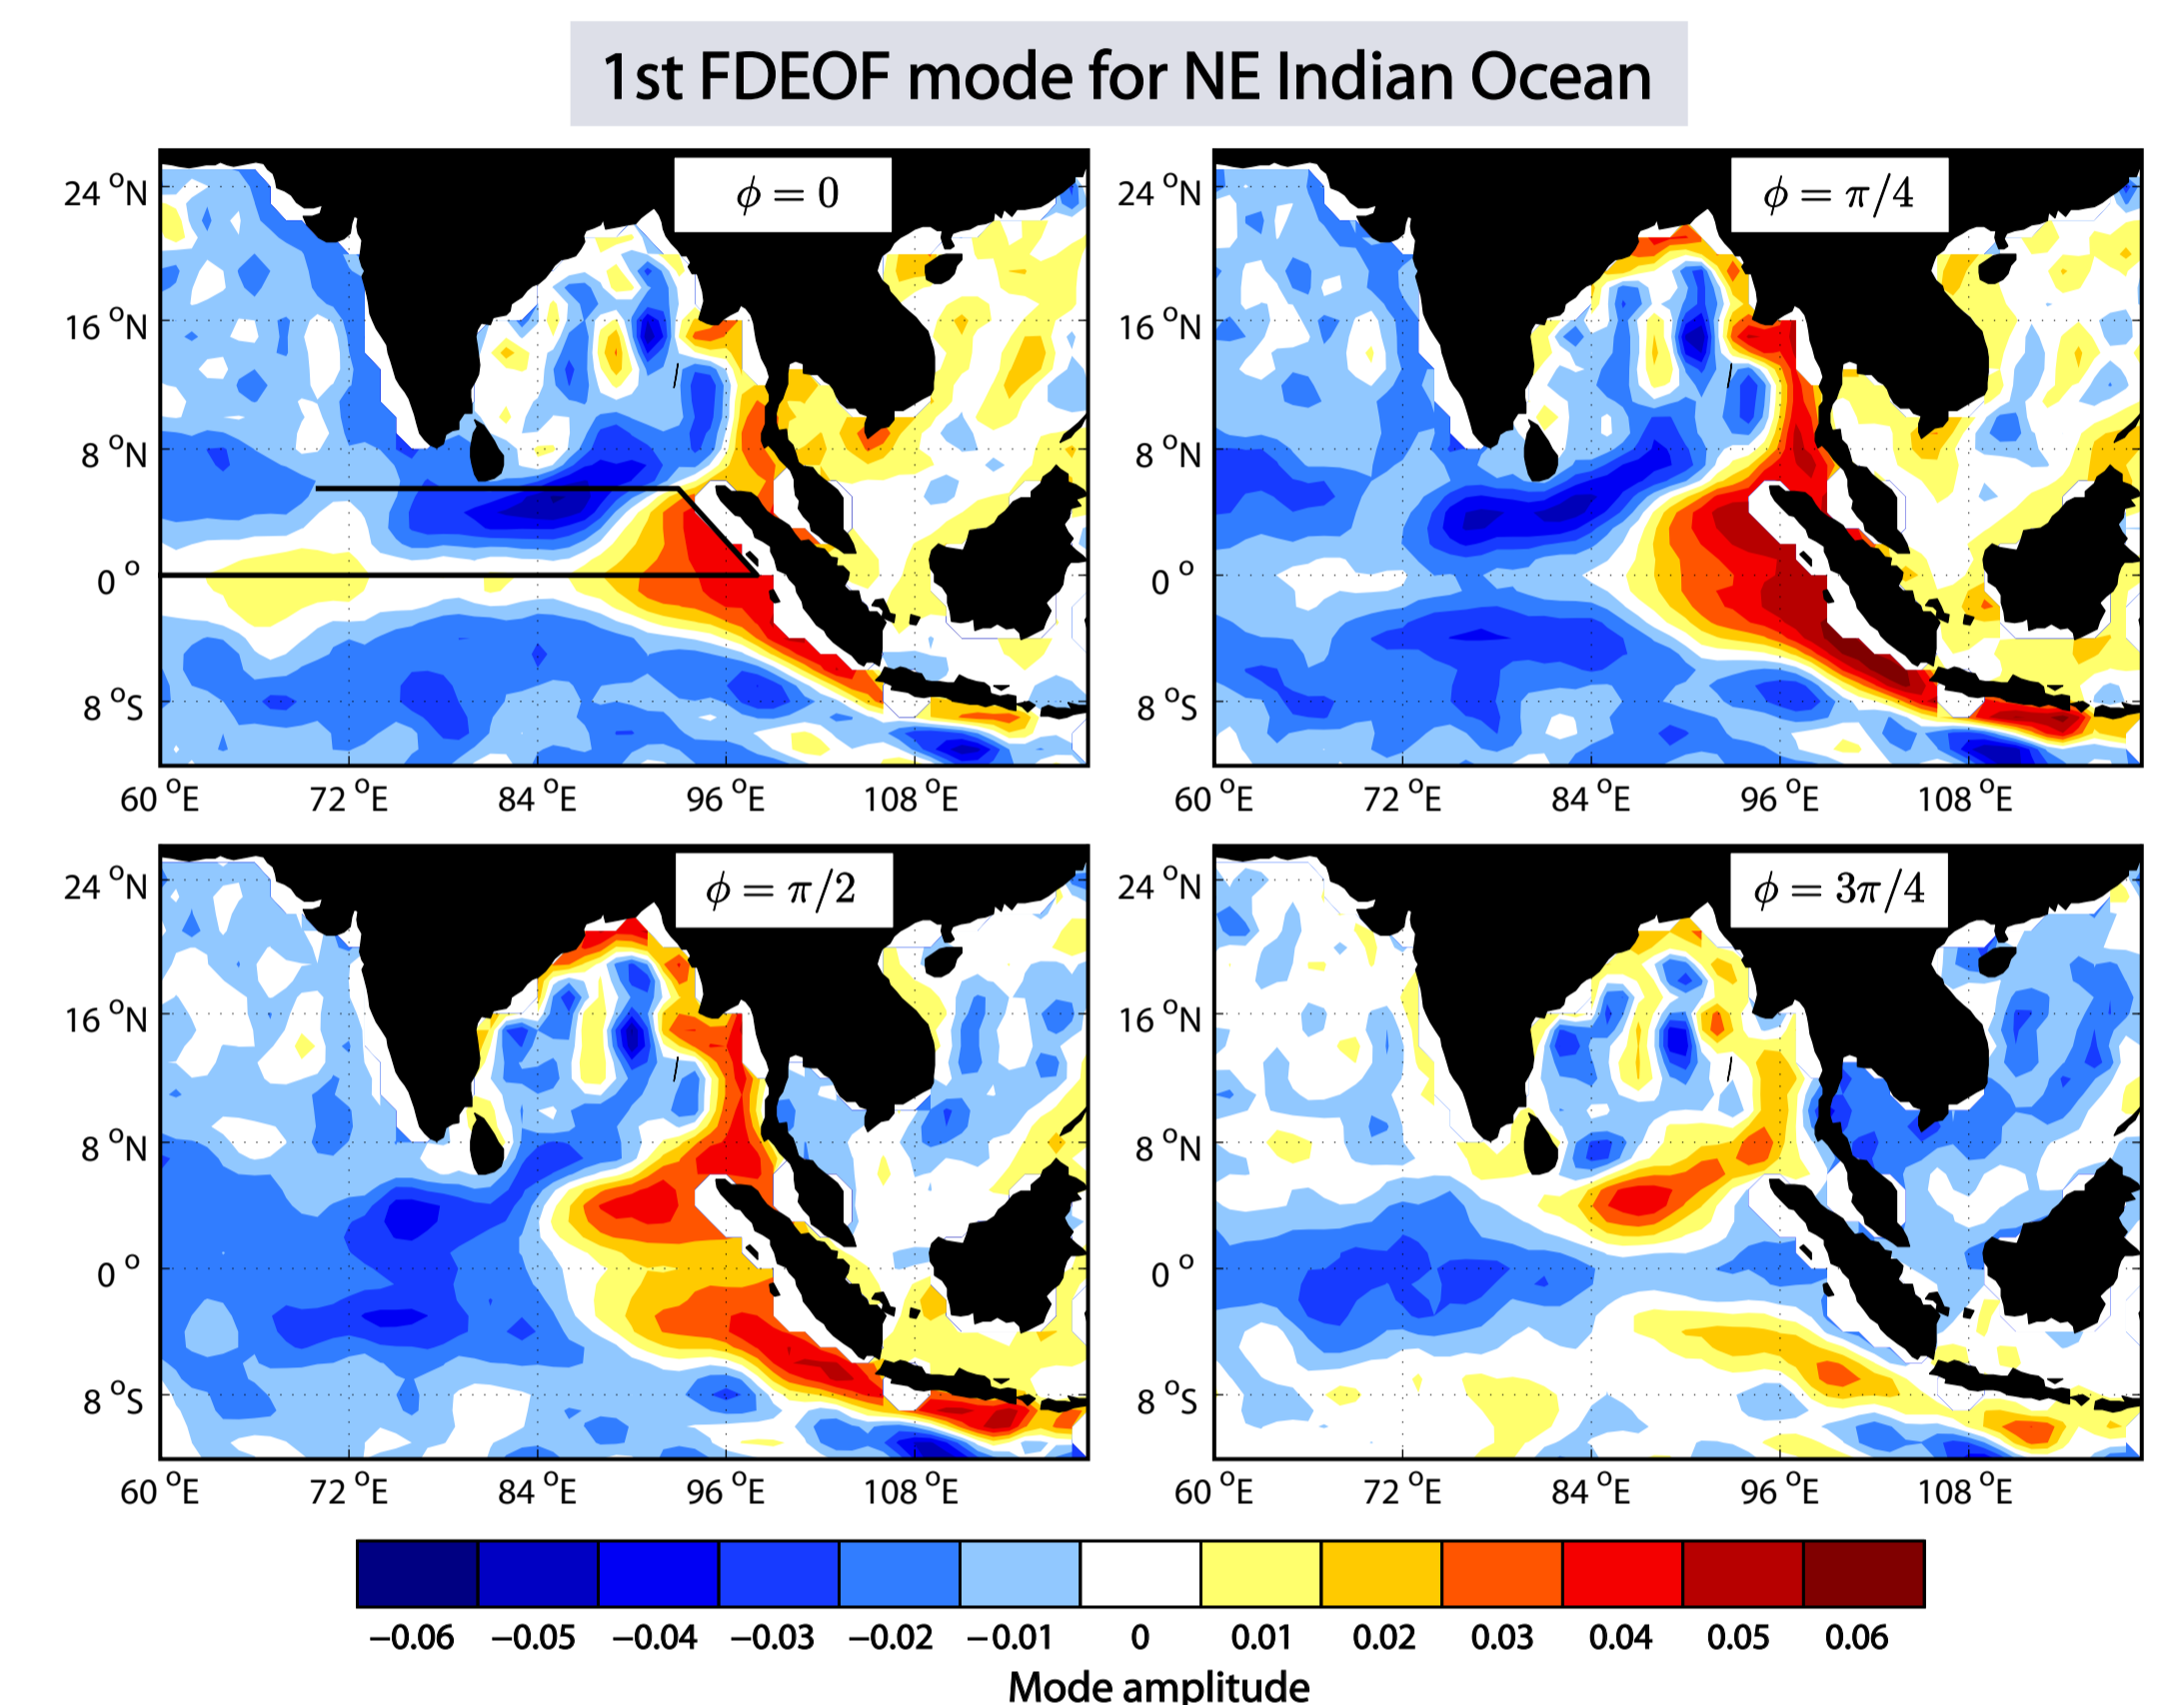 1st FDEOF mode for NE Indian Ocean
ϕ = 0
24 °N
16 °N
8 °N
0 °
8 °S
60 °E 72 °E 84 °E 96 °E 108 °E
ϕ = π/4
24 °N
16 °N
8 °N
0 °
8 °S
60 °E 72 °E 84 °E 96 °E 108 °E
ϕ = π/2
24 °N
16 °N
8 °N
0 °
8 °S
60 °E 72 °E 84 °E 96 °E 108 °E
ϕ = 3π/4
24 °N
16 °N
8 °N
0 °
8 °S
60 °E 72 °E 84 °E 96 °E 108 °E
−0.06 −0.05 −0.04 −0.03 −0.02 −0.01 0 0.01 0.02 0.03 0.04 0.05 0.06
Mode amplitude